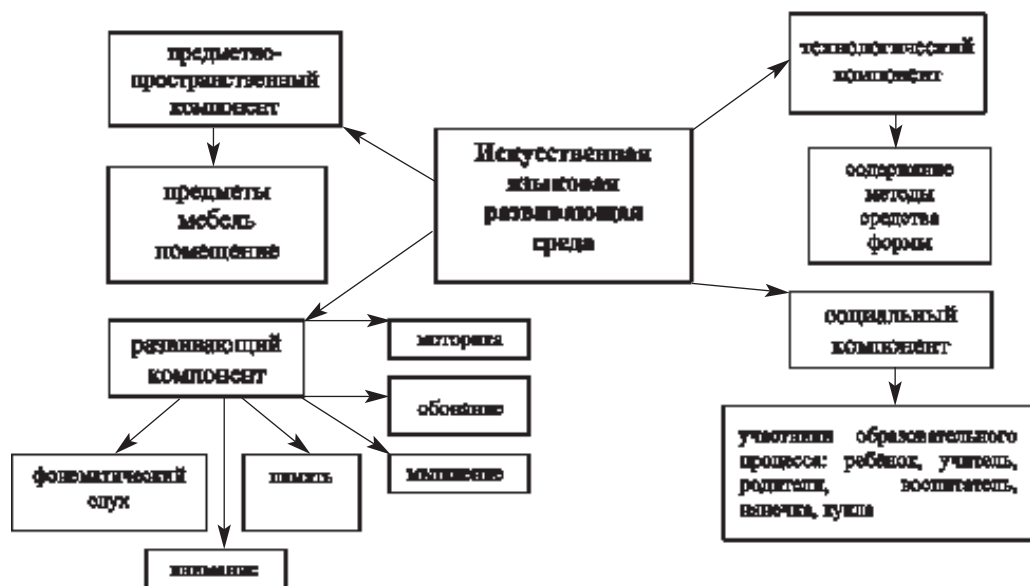 предметно-
пространственный
компонент
технологический
компонент
Искусственная
языковая
развивающая
среда
предметы
мебель
помещение
содержание
методы
средства
формы
развивающий
компонент
моторика
обоняние
мышление
социальный
компонент
фонематический
слух
память
внимание
участники образовательного
процесса: ребёнок, учитель,
родители, воспитатель,
нянечка, кукла